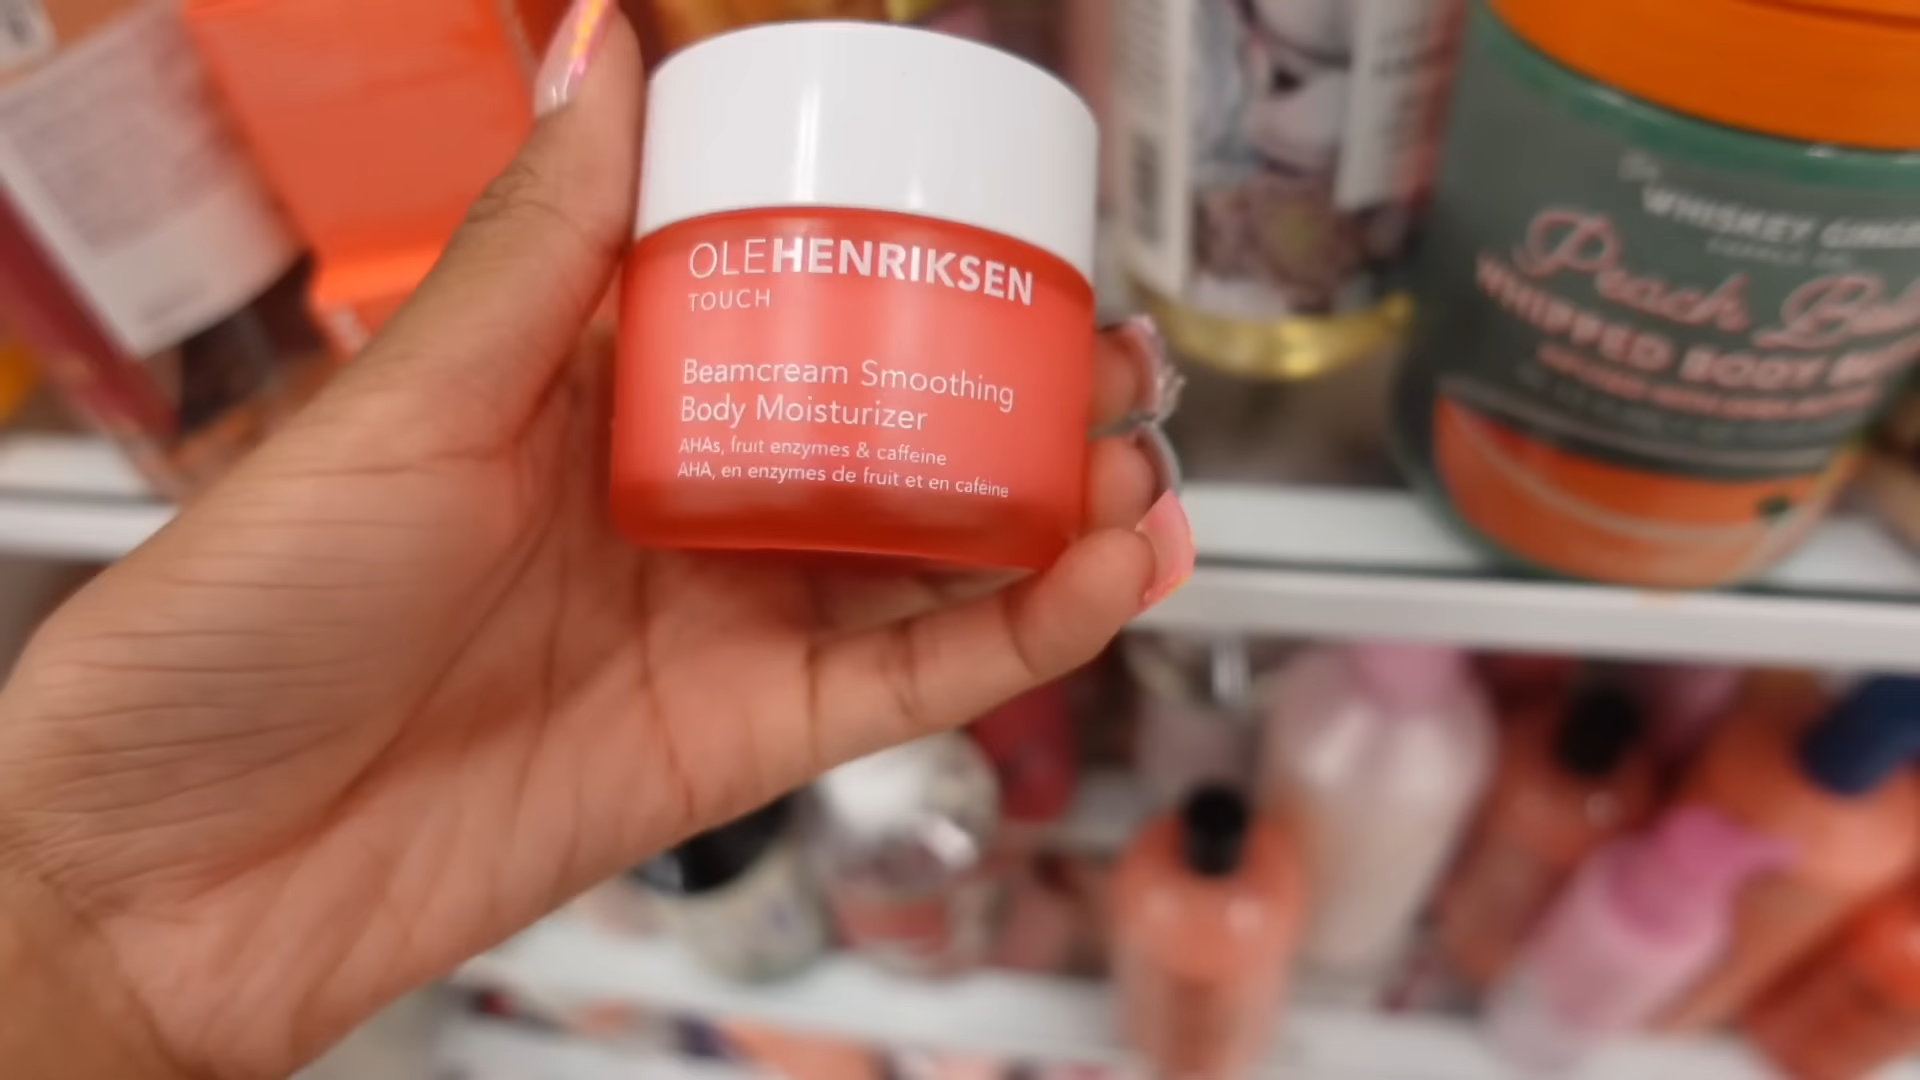 OLEHENRIKSEN
TOUCH
Beamcream Smoothing
Body Moisturizer
AHAs, fruit enzymes & caffeine
AHA, en enzymes de fruit et en caféine
WHISKEY
Peach
WHIPPED BODY